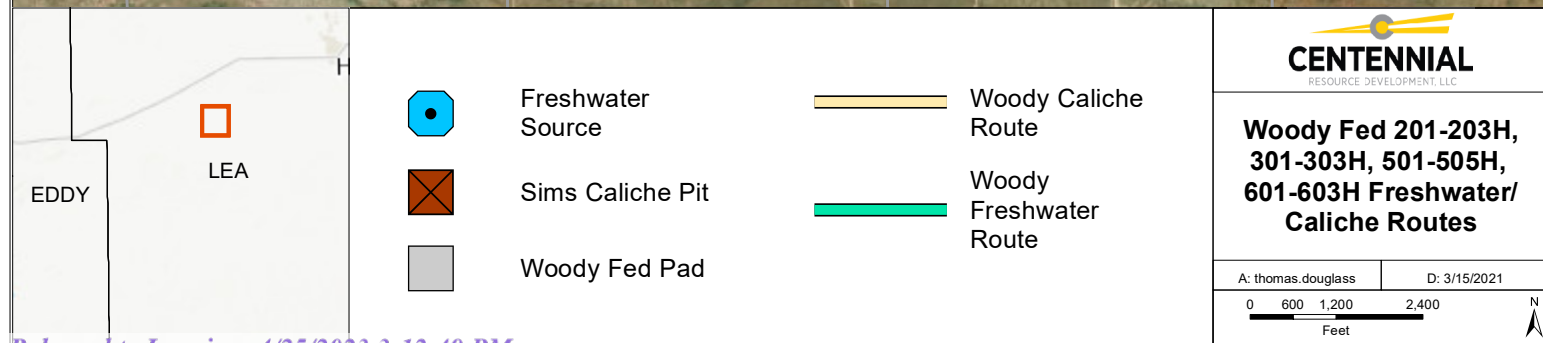 H
LEA
EDDY
Freshwater
Source
Sims Caliche Pit
Woody Fed Pad
Woody Caliche
Route
Woody
Freshwater
Route
CENTENNIAL
RESOURCE DEVELOPMENT, LLC
Woody Fed 201-203H,
301-303H, 501-505H,
601-603H Freshwater/
Caliche Routes
A: thomas.douglass
D: 3/15/2021
0 600 1,200 2,400
Feet
N